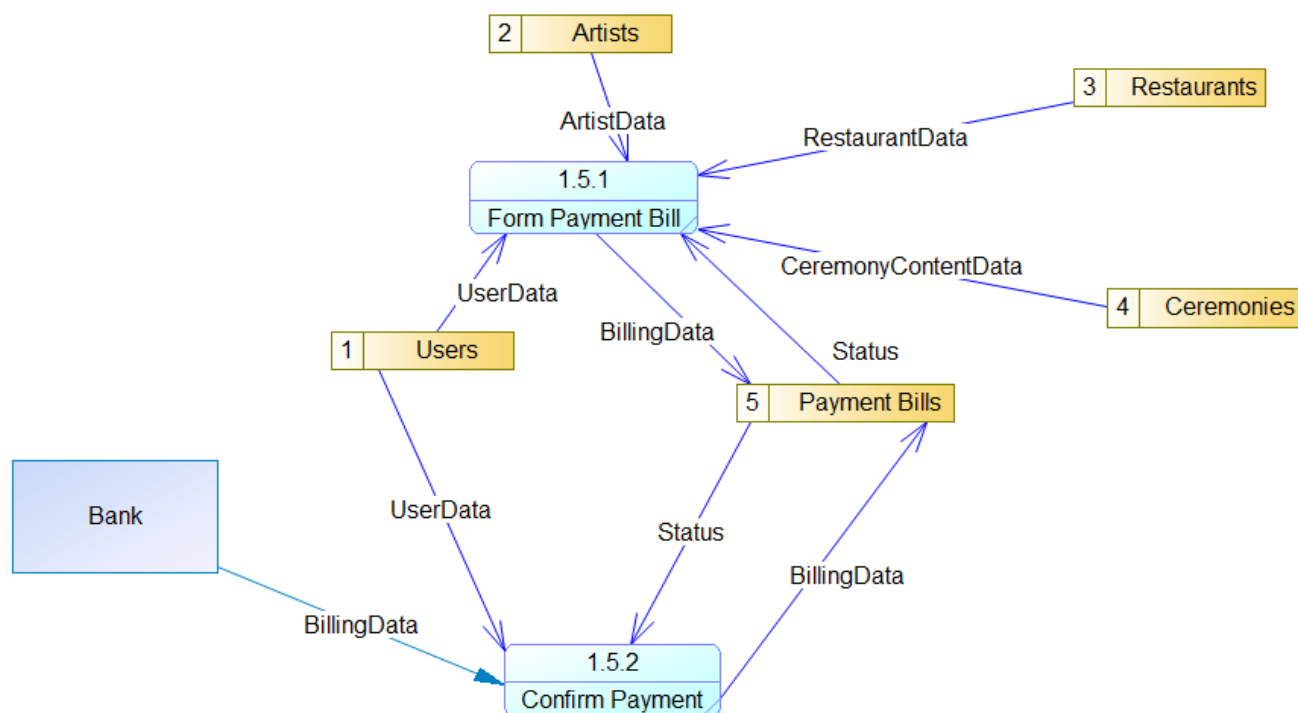 2 Artists
3 Restaurants
ArtistData
RestaurantData
1.5.1
Form Payment Bill
CeremonyContentData
UserData
4 Ceremonies
BillingData
1 Users
Status
5 Payment Bills
Bank
UserData
Status
BillingData
BillingData
1.5.2
Confirm Payment